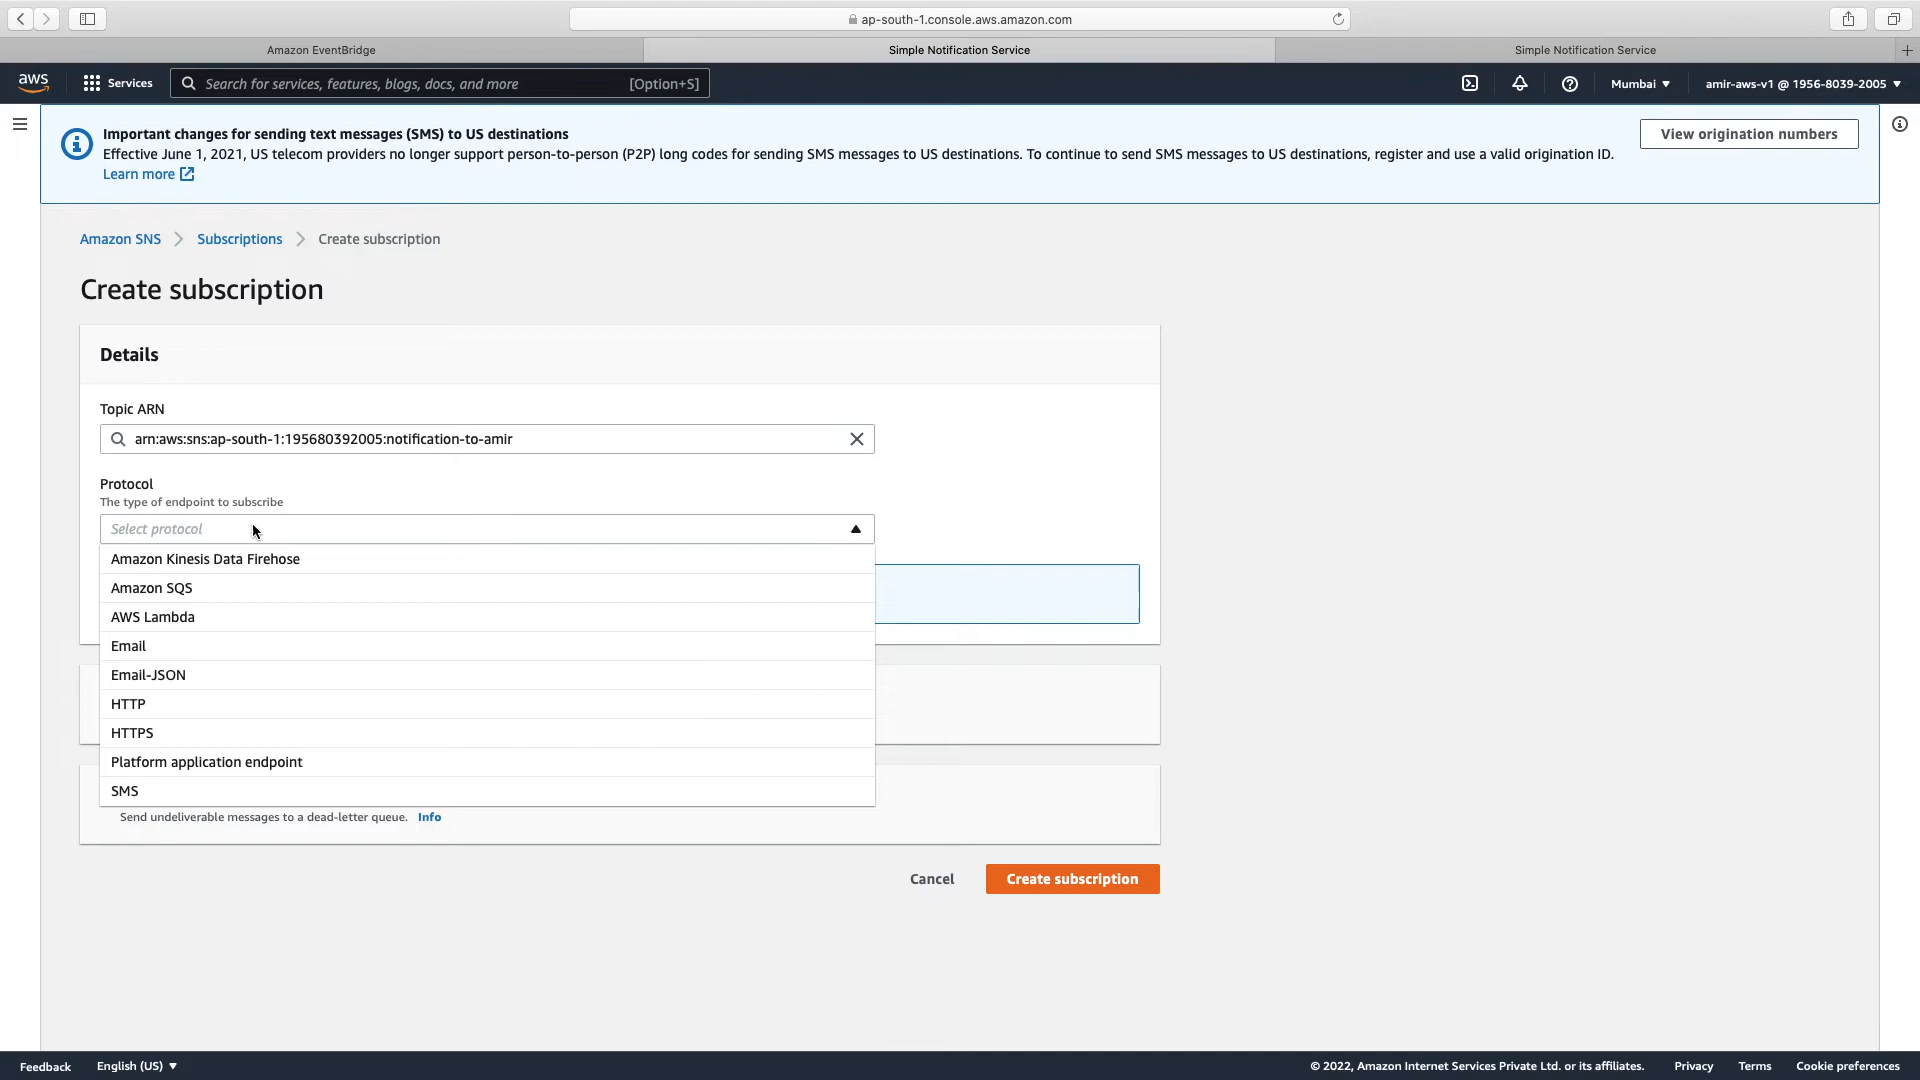 ap-south-1.console.aws.amazon.com
Amazon EventBridge
Simple Notification Service
Simple Notification Service
aws
Services
Search for services, features, blogs, docs, and more
[Option+S]
Mumbai
amir-aws-v1 @ 1956-8039-2005
Important changes for sending text messages (SMS) to US destinations
Effective June 1, 2021, US telecom providers no longer support person-to-person (P2P) long codes for sending SMS messages to US destinations. To continue to send SMS messages to US destinations, register and use a valid origination ID.
Learn more
View origination numbers
Amazon SNS
Subscriptions
Create subscription
Create subscription
Details
Topic ARN
arn:aws:sns:ap-south-1:195680392005:notification-to-amir
Protocol
The type of endpoint to subscribe
Select protocol
Amazon Kinesis Data Firehose
Amazon SQS
AWS Lambda
Email
Email-JSON
HTTP
HTTPS
Platform application endpoint
SMS
Send undeliverable messages to a dead-letter queue. Info
Cancel
Create subscription
Feedback
English (US)
© 2022, Amazon Internet Services Private Ltd. or its affiliates.
Privacy
Terms
Cookie preferences